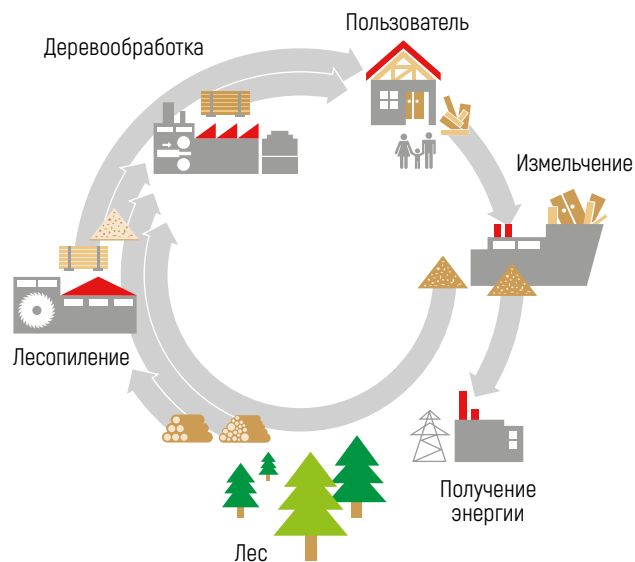 Пользователь
Деревообработка
Измельчение
Лесопиление
Получение
энергии
Лес